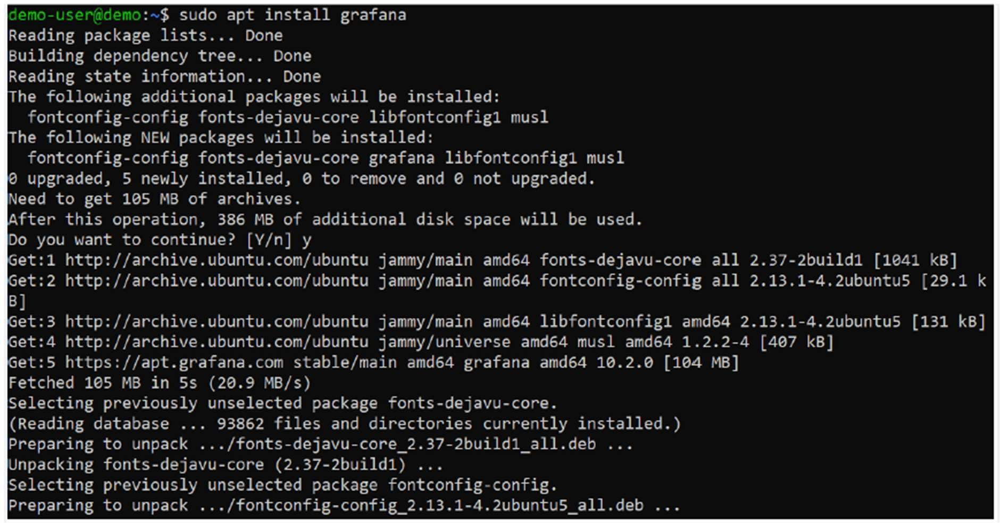 demo-user@demo:~$ sudo apt install grafana
Reading package lists... Done
Building dependency tree... Done
Reading state information... Done
The following additional packages will be installed:
  fontconfig-config fonts-dejavu-core libfontconfig1 musl
The following NEW packages will be installed:
  fontconfig-config fonts-dejavu-core grafana libfontconfig1 musl
0 upgraded, 5 newly installed, 0 to remove and 0 not upgraded.
Need to get 105 MB of archives.
After this operation, 386 MB of additional disk space will be used.
Do you want to continue? [Y/n] y
Get:1 http://archive.ubuntu.com/ubuntu jammy/main amd64 fonts-dejavu-core all 2.37-2build1 [1041 kB]
Get:2 http://archive.ubuntu.com/ubuntu jammy/main amd64 fontconfig-config all 2.13.1-4.2ubuntu5 [29.1 k
B]
Get:3 http://archive.ubuntu.com/ubuntu jammy/main amd64 libfontconfig1 amd64 2.13.1-4.2ubuntu5 [131 kB]
Get:4 http://archive.ubuntu.com/ubuntu jammy/universe amd64 musl amd64 1.2.2-4 [407 kB]
Get:5 https://apt.grafana.com stable/main amd64 grafana amd64 10.2.0 [104 MB]
Fetched 105 MB in 5s (20.9 MB/s)
Selecting previously unselected package fonts-dejavu-core.
(Reading database ... 93862 files and directories currently installed.)
Preparing to unpack .../fonts-dejavu-core_2.37-2build1_all.deb ...
Unpacking fonts-dejavu-core (2.37-2build1) ...
Selecting previously unselected package fontconfig-config.
Preparing to unpack .../fontconfig-config_2.13.1-4.2ubuntu5_all.deb ...